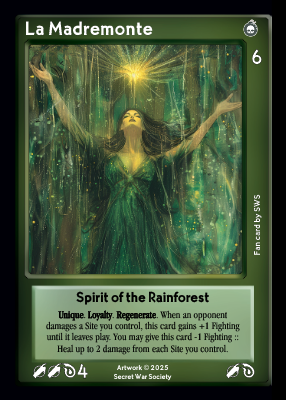 La Madremonte
6
Fan card by SWS
Spirit of the Rainforest
Unique. Loyalty. Regenerate. When an opponent
damages a Site you control, this card gains +1 Fighting
until it leaves play. You may give this card -1 Fighting ::
Heal up to 2 damage from each Site you control.
4
Artwork © 2025
Secret War Society